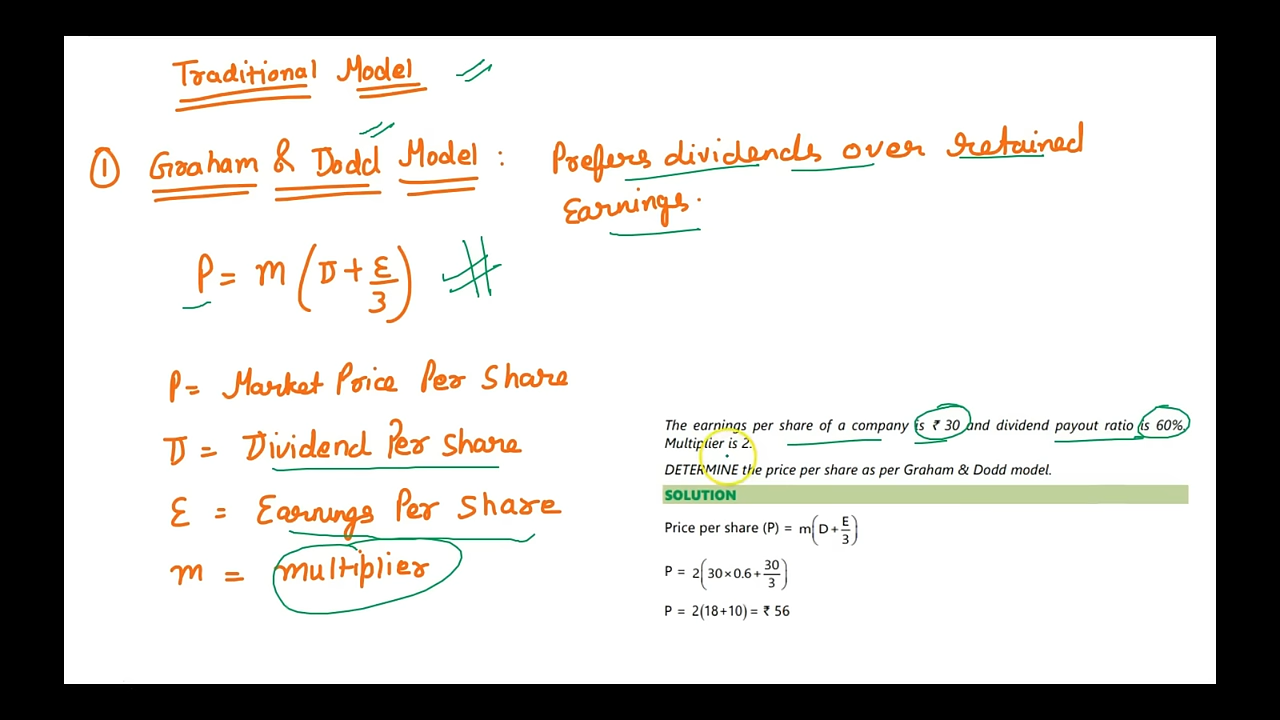 Traditional Model
① Graham & Dodd Model : Prefers dividends over retained
Earnings.
P = m (D + E/3)
P = Market Price Per Share
D = Dividend Per Share
E = Earnings Per Share
m = multiplier
The earnings per share of a company is ₹ 30 and dividend payout ratio is 60%.
Multiplier is 2.
DETERMINE the price per share as per Graham & Dodd model.
SOLUTION
Price per share (P) = m(D + E/3)
P = 2(30×0.6 + 30/3)
P = 2(18+10) = ₹ 56